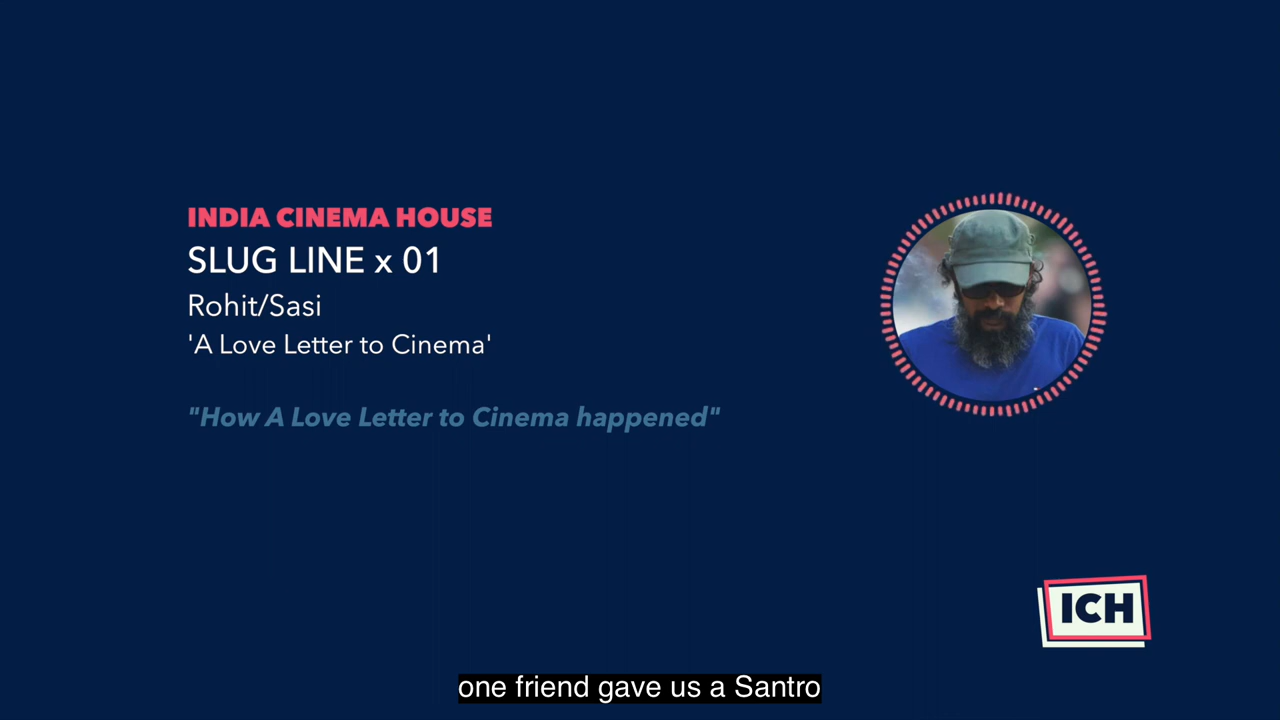 INDIA CINEMA HOUSE
SLUG LINE x 01
Rohit/Sasi
'A Love Letter to Cinema'
"How A Love Letter to Cinema happened"
ICH
one friend gave us a Santro